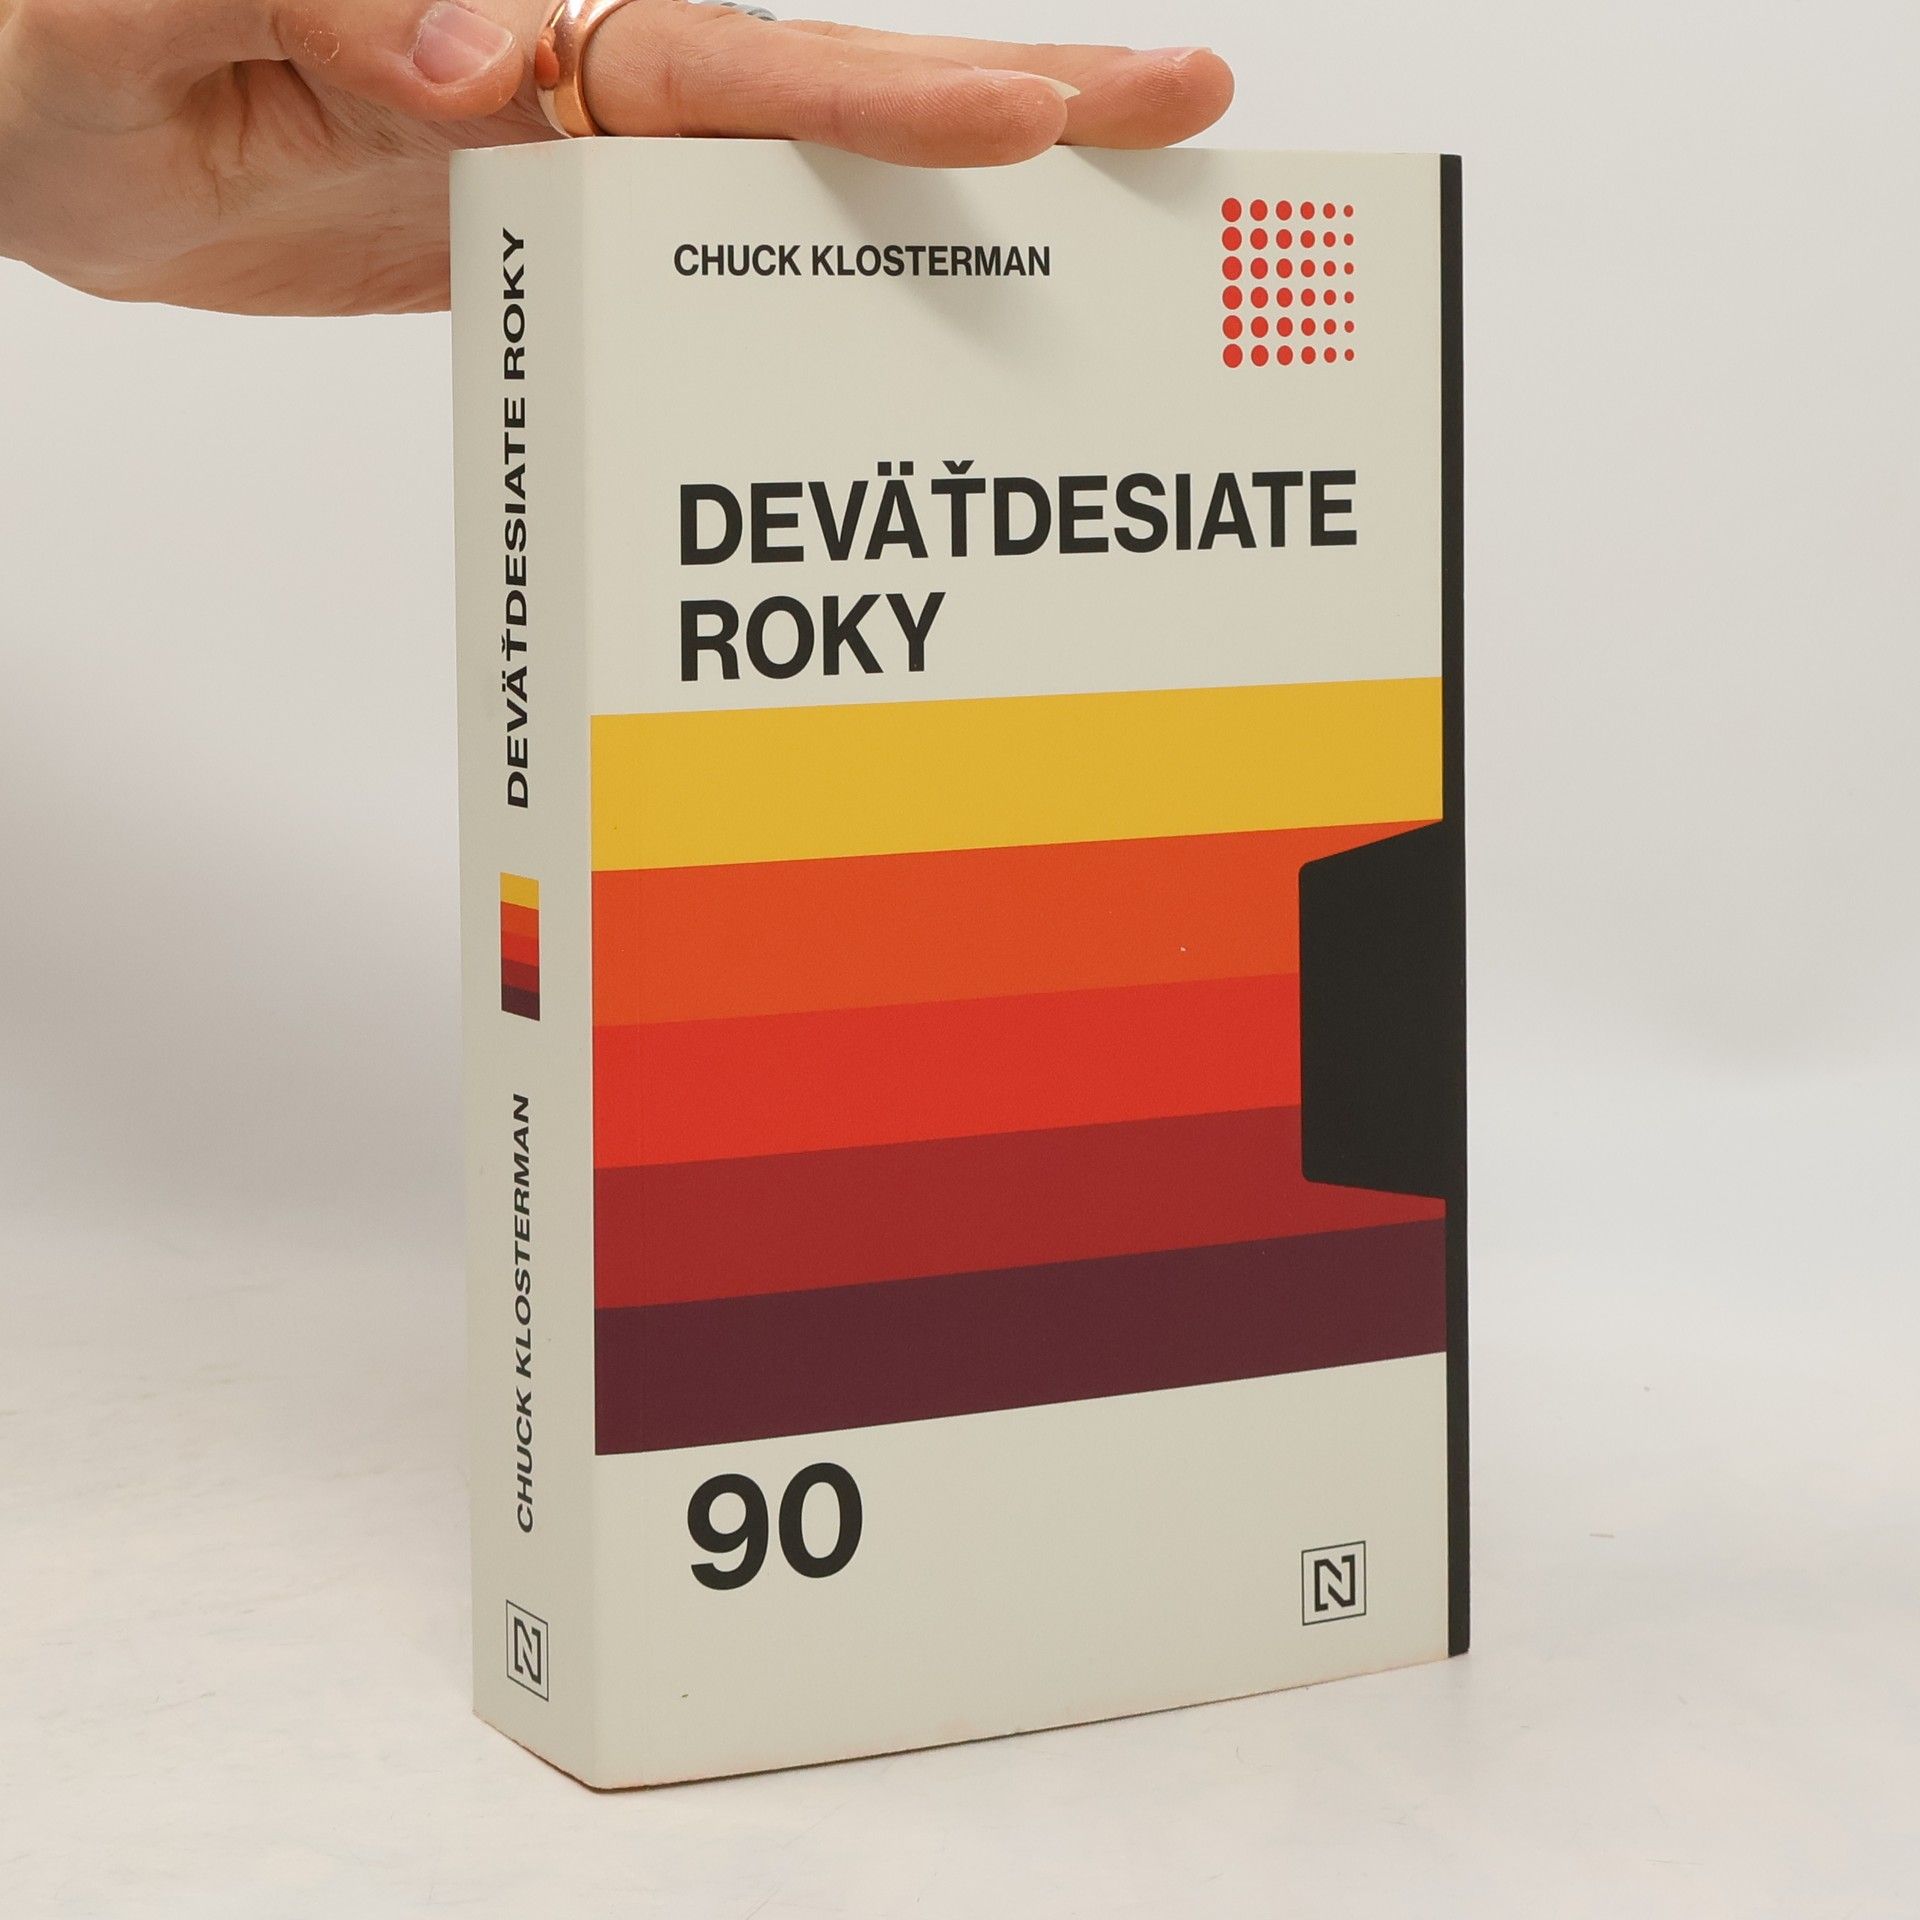 DEVÄŤDESIATE ROKY
CHUCK KLOSTERMAN
N
CHUCK KLOSTERMAN
DEVÄŤDESIATE
ROKY
90
N